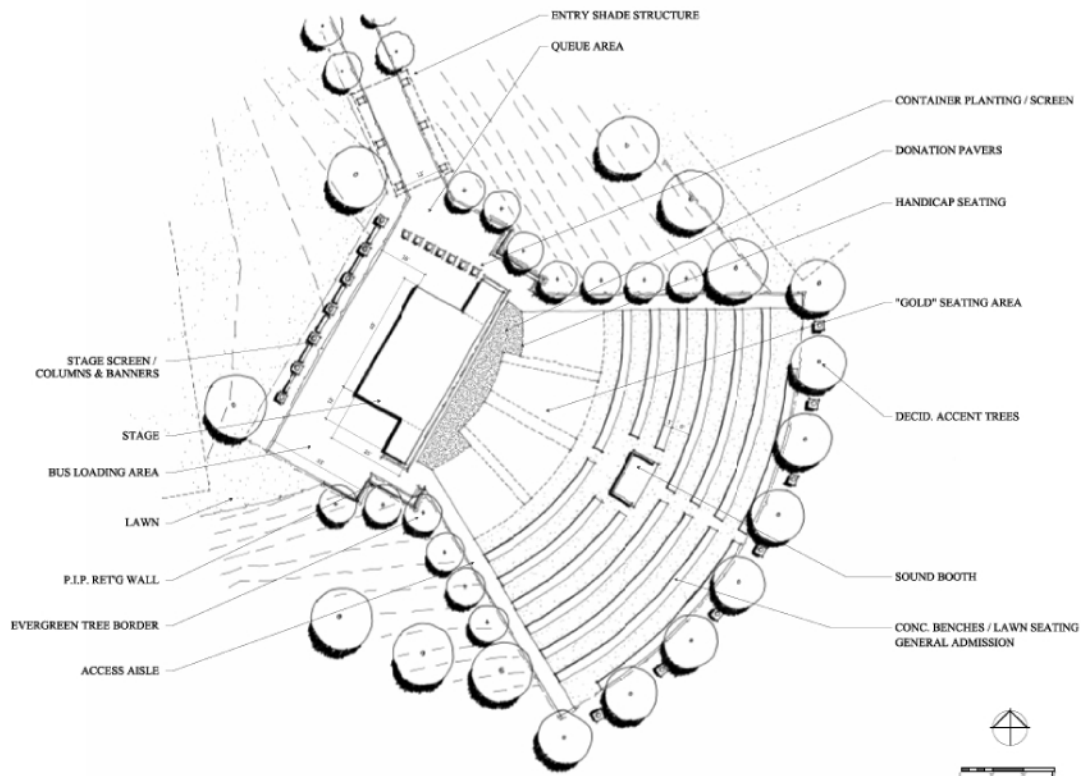 ENTRY SHADE STRUCTURE
QUEUE AREA
CONTAINER PLANTING / SCREEN
DONATION PAVERS
HANDICAP SEATING
"GOLD" SEATING AREA
DECID. ACCENT TREES
SOUND BOOTH
CONC. BENCHES / LAWN SEATING
GENERAL ADMISSION
STAGE SCREEN /
COLUMNS & BANNERS
STAGE
BUS LOADING AREA
LAWN
P.I.P. RET'G WALL
EVERGREEN TREE BORDER
ACCESS AISLE